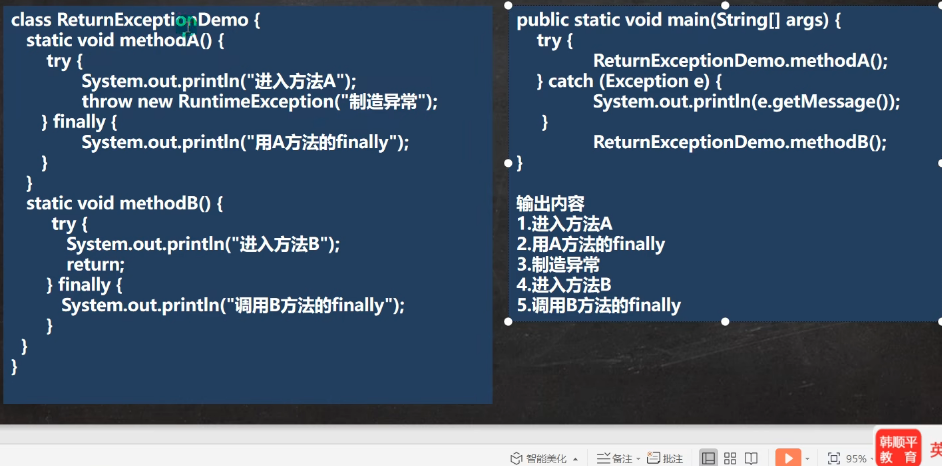 class ReturnExceptionDemo {
static void methodA() {
try {
System.out.println("进入方法A");
throw new RuntimeException("制造异常");
} finally {
System.out.println("用A方法的finally");
}
}
static void methodB() {
try {
System.out.println("进入方法B");
return;
} finally {
System.out.println("调用B方法的finally");
}
}
}
public static void main(String[] args) {
try {
ReturnExceptionDemo.methodA();
} catch (Exception e) {
System.out.println(e.getMessage());
}
ReturnExceptionDemo.methodB();
}
输出内容
1.进入方法A
2.用A方法的finally
3.制造异常
4.进入方法B
5.调用B方法的finally
智能美化
备注
批注
95%
韩顺平
教育
英